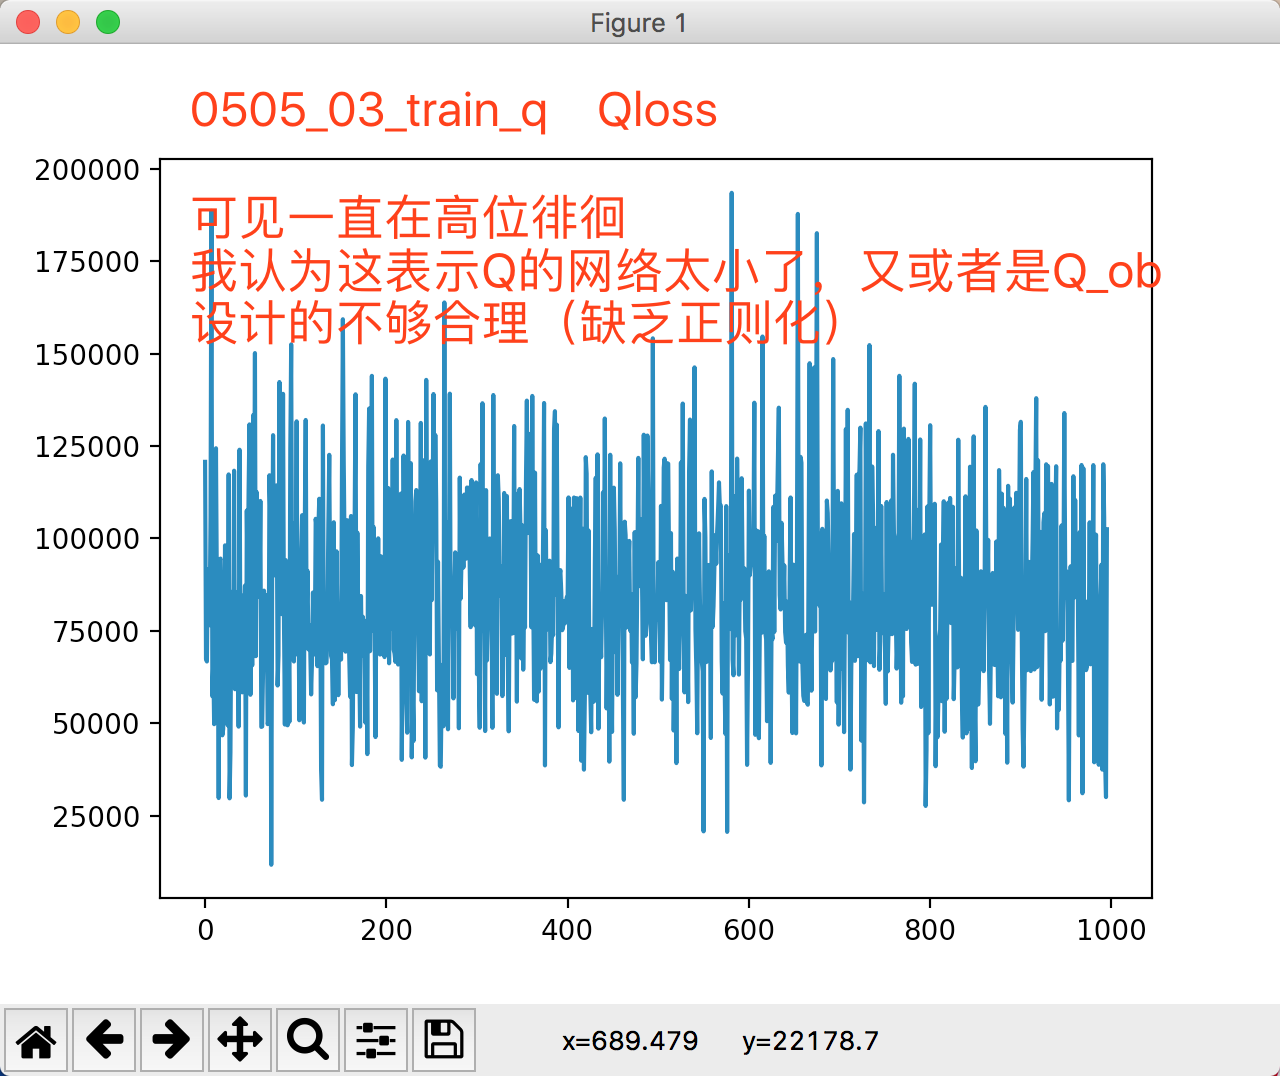 Figure 1
0505_03_train_q Qloss
可见一直在高位徘徊
我认为这表示Q的网络太小了，又或者是Q_ob
设计的不够合理（缺乏正则化）
200000
175000
150000
125000
100000
75000
50000
25000
0 200 400 600 800 1000
x=689.479 y=22178.7